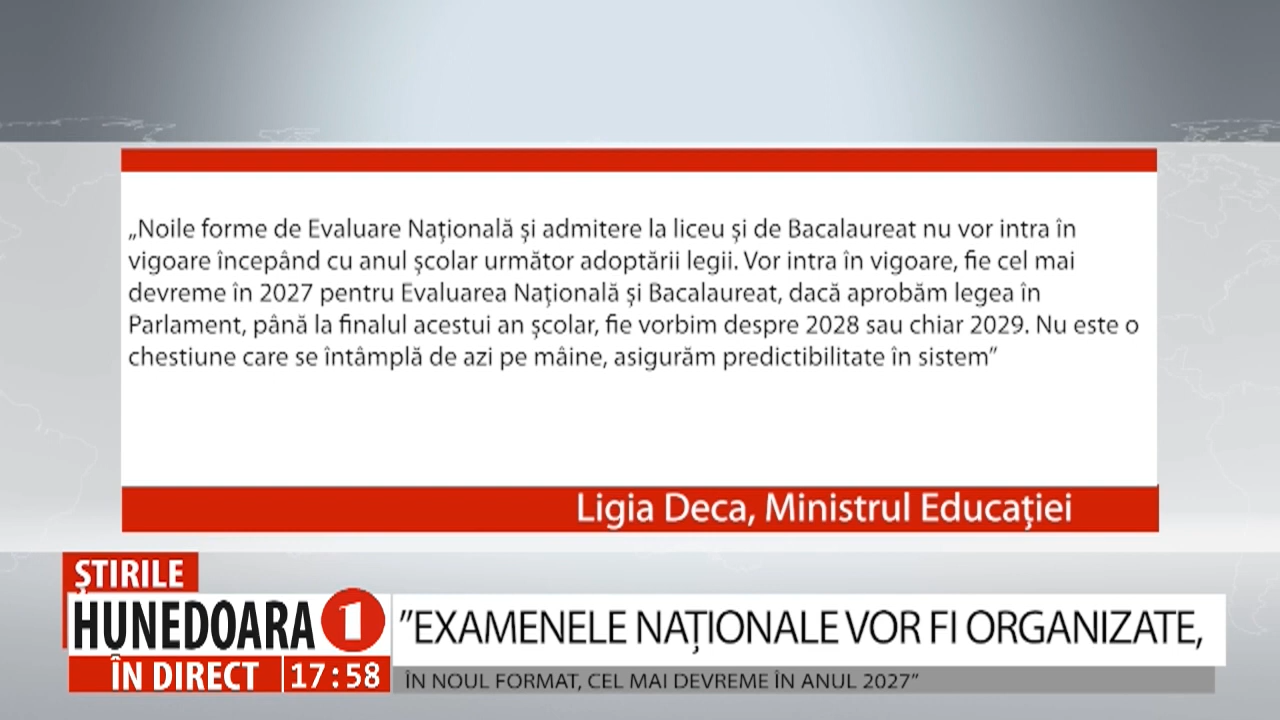 „Noile forme de Evaluare Națională și admitere la liceu și de Bacalaureat nu vor intra în
vigoare începând cu anul școlar următor adoptării legii. Vor intra în vigoare, fie cel mai
devreme în 2027 pentru Evaluarea Națională și Bacalaureat, dacă aprobăm legea în
Parlament, până la finalul acestui an școlar, fie vorbim despre 2028 sau chiar 2029. Nu este o
chestiune care se întâmplă de azi pe mâine, asigurăm predictibilitate în sistem”
Ligia Deca, Ministrul Educaţiei
ŞTIRILE
HUNEDOARA 1
ÎN DIRECT 17:58
”EXAMENELE NAȚIONALE VOR FI ORGANIZATE,
ÎN NOUL FORMAT, CEL MAI DEVREME ÎN ANUL 2027”